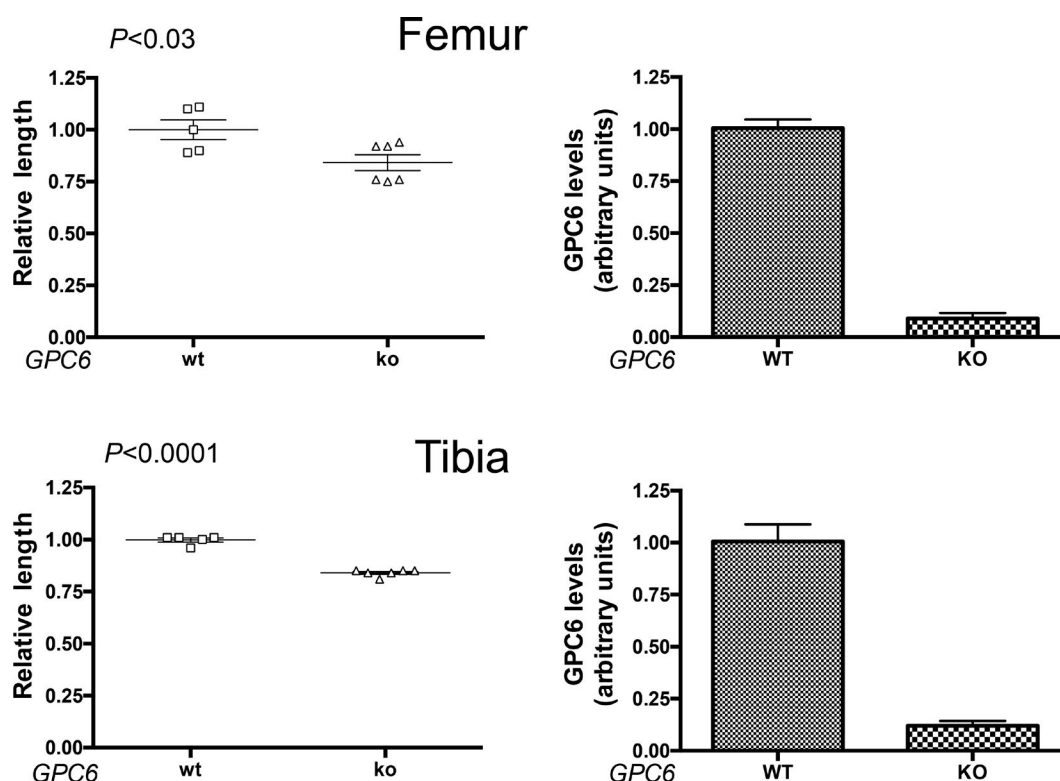 P<0.03
Femur
Relative length
1.25
1.00
0.75
0.50
0.25
0.00
GPC6
wt
ko
GPC6 levels
(arbitrary units)
1.25
1.00
0.75
0.50
0.25
0.00
GPC6
WT
KO
P<0.0001
Tibia
Relative length
1.25
1.00
0.75
0.50
0.25
0.00
GPC6
wt
ko
GPC6 levels
(arbitrary units)
1.25
1.00
0.75
0.50
0.25
0.00
GPC6
WT
KO